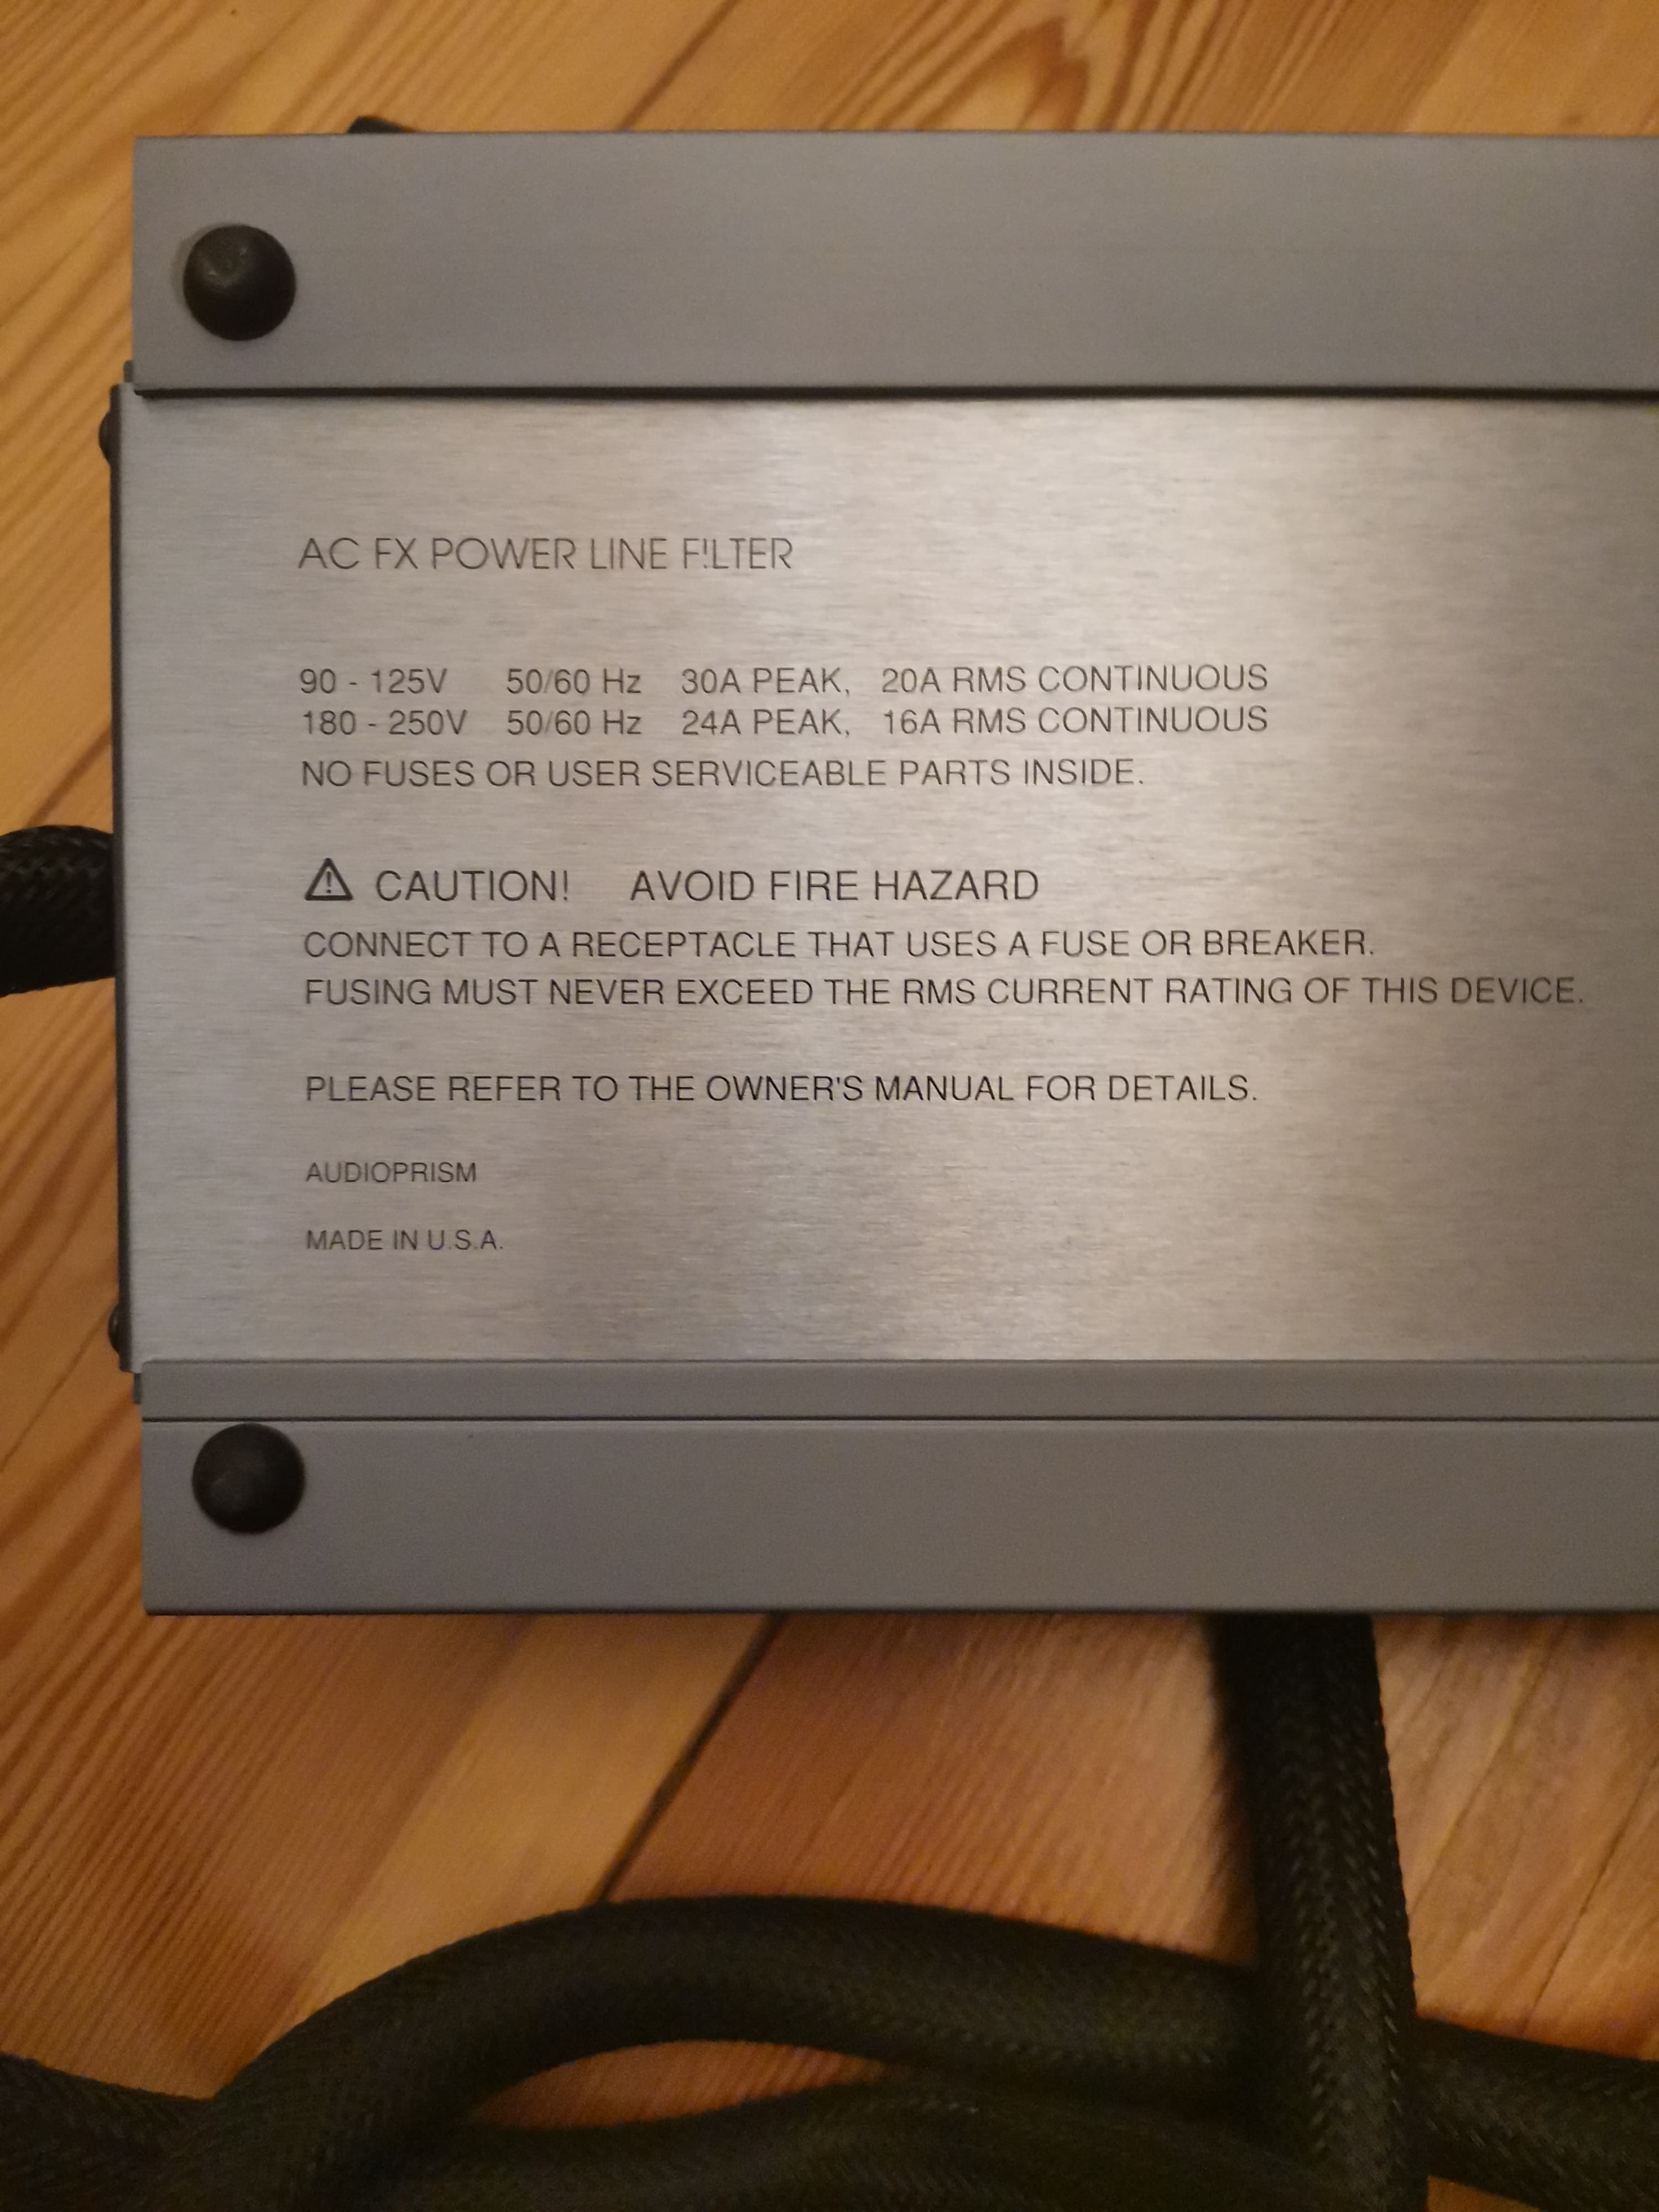 AC FX POWER LINE FILTER
90 - 125V 50/60 Hz 30A PEAK, 20A RMS CONTINUOUS
180 - 250V 50/60 Hz 24A PEAK, 16A RMS CONTINUOUS
NO FUSES OR USER SERVICEABLE PARTS INSIDE.
⚠ CAUTION! AVOID FIRE HAZARD
CONNECT TO A RECEPTACLE THAT USES A FUSE OR BREAKER.
FUSING MUST NEVER EXCEED THE RMS CURRENT RATING OF THIS DEVICE.
PLEASE REFER TO THE OWNER'S MANUAL FOR DETAILS.
AUDIOPRISM
MADE IN U.S.A.